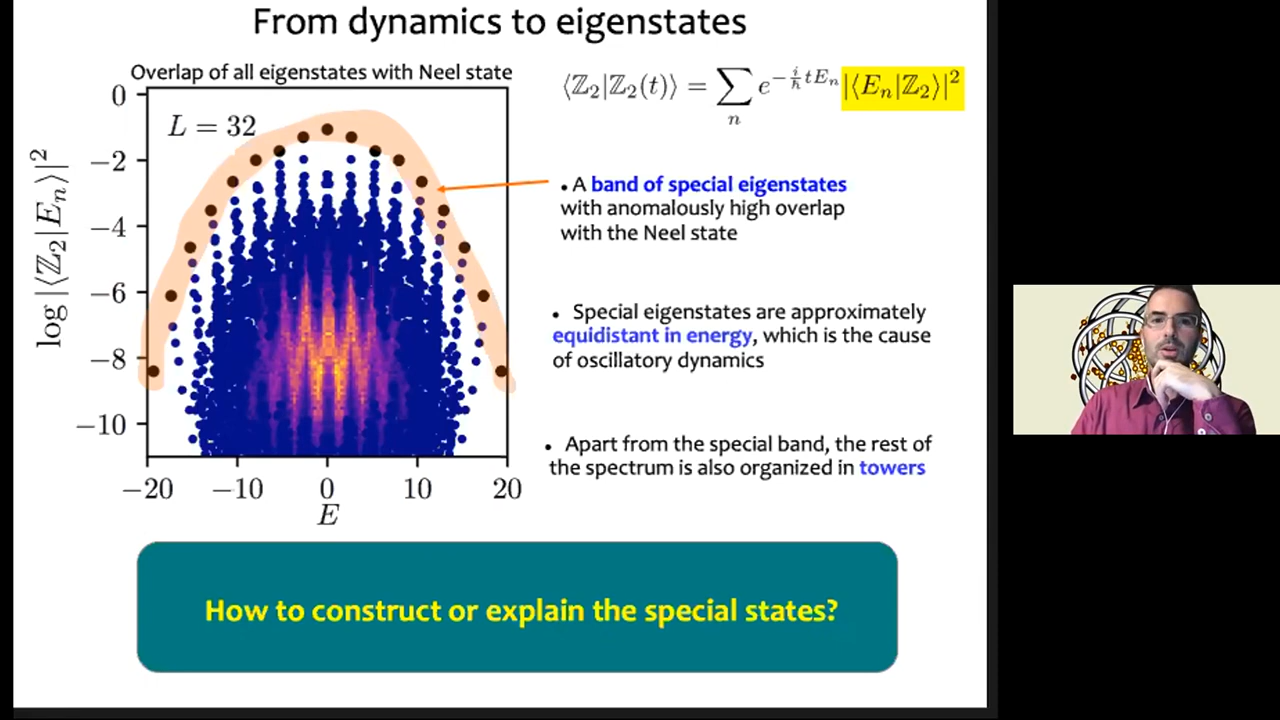 From dynamics to eigenstates
Overlap of all eigenstates with Neel state
L = 32
log |⟨ℤ₂|Eₙ⟩|²
0
−2
−4
−6
−8
−10
−20 −10 0 10 20
E
⟨ℤ₂|ℤ₂(t)⟩ = ∑ₙ e^{−(i/ħ)tEₙ} |⟨Eₙ|ℤ₂⟩|²
• A band of special eigenstates
with anomalously high overlap
with the Neel state
• Special eigenstates are approximately
equidistant in energy, which is the cause
of oscillatory dynamics
• Apart from the special band, the rest of
the spectrum is also organized in towers
How to construct or explain the special states?